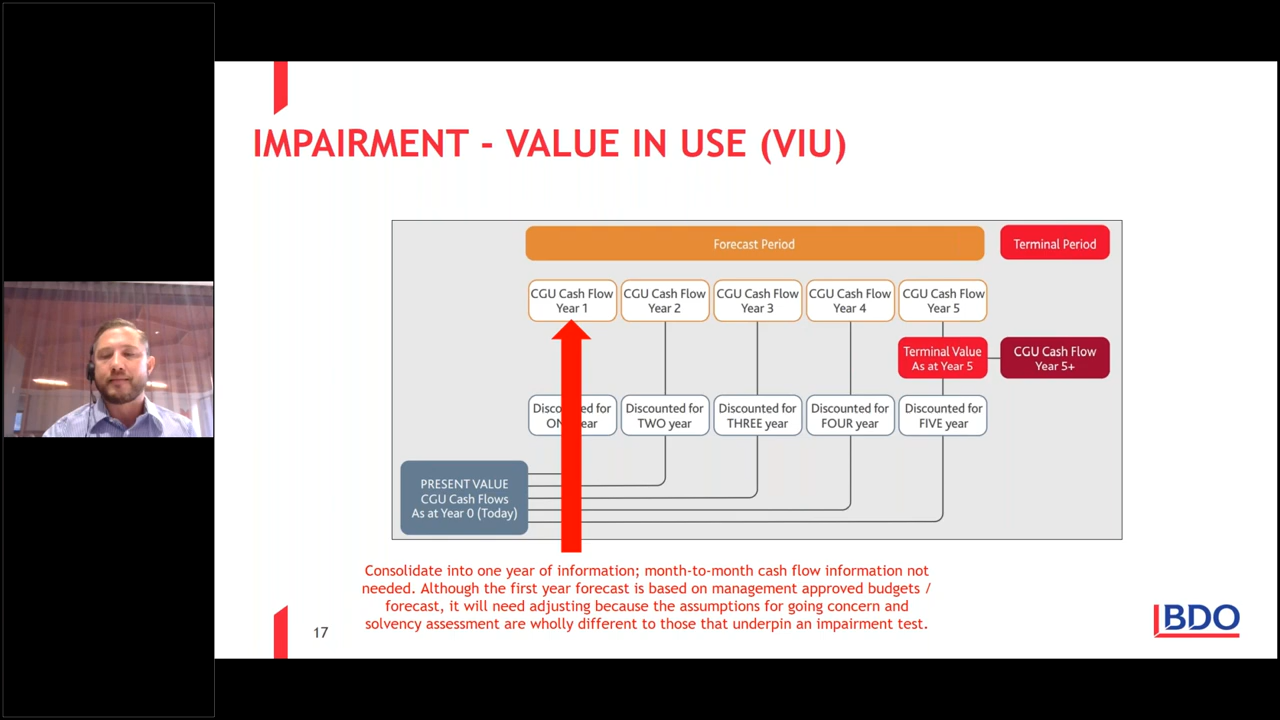 IMPAIRMENT - VALUE IN USE (VIU)
Forecast Period
Terminal Period
CGU Cash Flow
Year 1
CGU Cash Flow
Year 2
CGU Cash Flow
Year 3
CGU Cash Flow
Year 4
CGU Cash Flow
Year 5
Terminal Value
As at Year 5
CGU Cash Flow
Year 5+
for
Discounted for
TWO year
Discounted for
THREE year
Discounted for
FOUR year
Discounted for
FIVE year
PRESENT VALUE
CGU Cash Flows
As at Year 0 (Today)
Consolidate into one year of information; month-to-month cash flow information not
needed. Although the first year forecast is based on management approved budgets /
forecast, it will need adjusting because the assumptions for going concern and
solvency assessment are wholly different to those that underpin an impairment test.
17
BDO